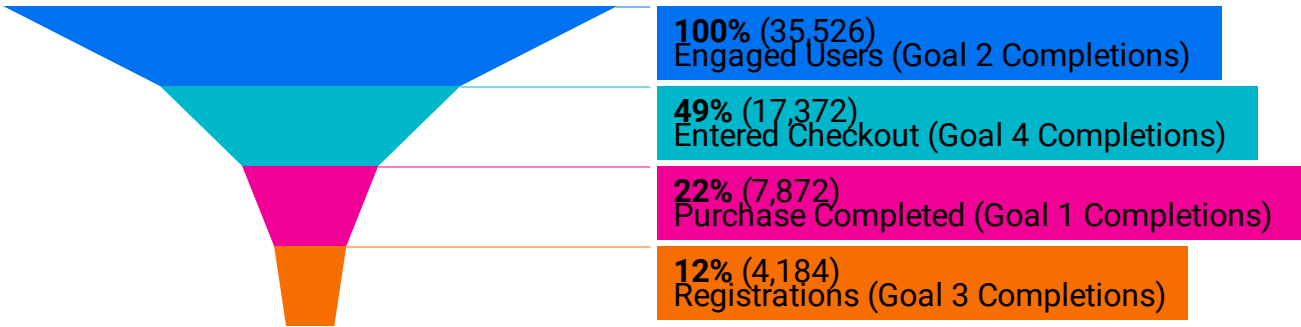 100% (35,526)
Engaged Users (Goal 2 Completions)
49% (17,372)
Entered Checkout (Goal 4 Completions)
22% (7,872)
Purchase Completed (Goal 1 Completions)
12% (4,184)
Registrations (Goal 3 Completions)